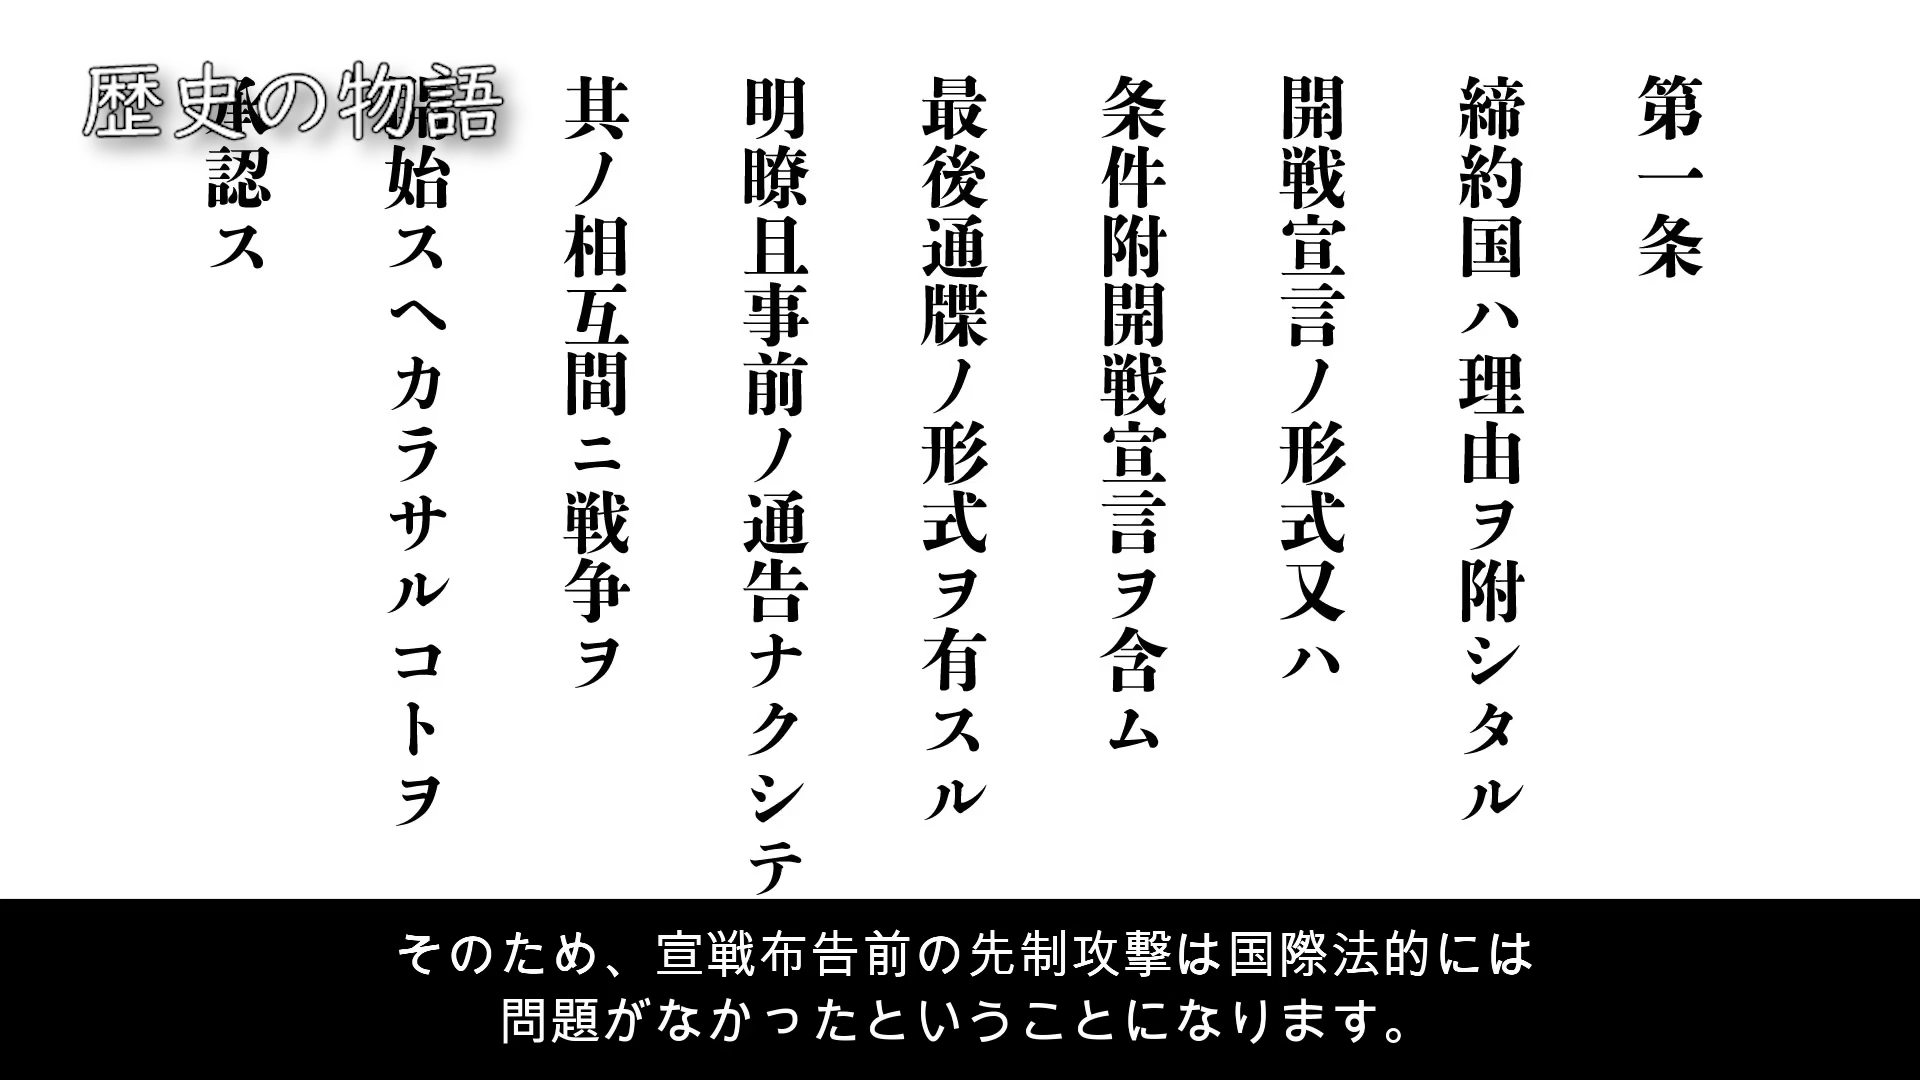 歴史の物語
第一条
締約国ハ理由ヲ附シタル
開戦宣言ノ形式又ハ
条件附開戦宣言ヲ含ム
最後通牒ノ形式ヲ有スル
明瞭且事前ノ通告ナクシテ
其ノ相互間ニ戦争ヲ
開始スヘカラサルコトヲ
承認ス
そのため、宣戦布告前の先制攻撃は国際法的には
問題がなかったということになります。